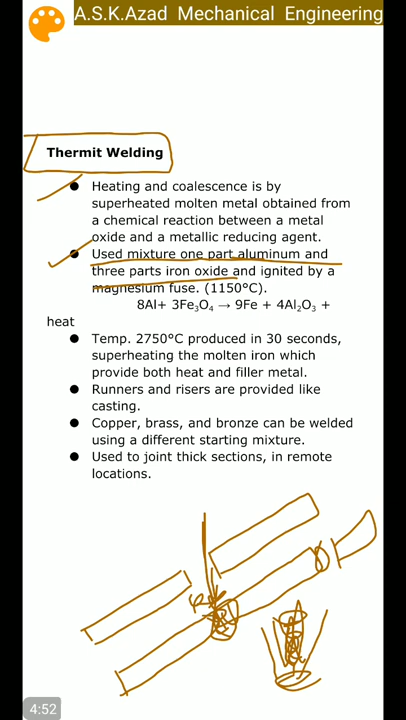 A.S.K.Azad Mechanical Engineering
Thermit Welding
● Heating and coalescence is by
superheated molten metal obtained from
a chemical reaction between a metal
oxide and a metallic reducing agent.
● Used mixture one part aluminum and
three parts iron oxide and ignited by a
magnesium fuse. (1150°C).
8Al+ 3Fe₃O₄ → 9Fe + 4Al₂O₃ +
heat
● Temp. 2750°C produced in 30 seconds,
superheating the molten iron which
provide both heat and filler metal.
● Runners and risers are provided like
casting.
● Copper, brass, and bronze can be welded
using a different starting mixture.
● Used to joint thick sections, in remote
locations.
4:52